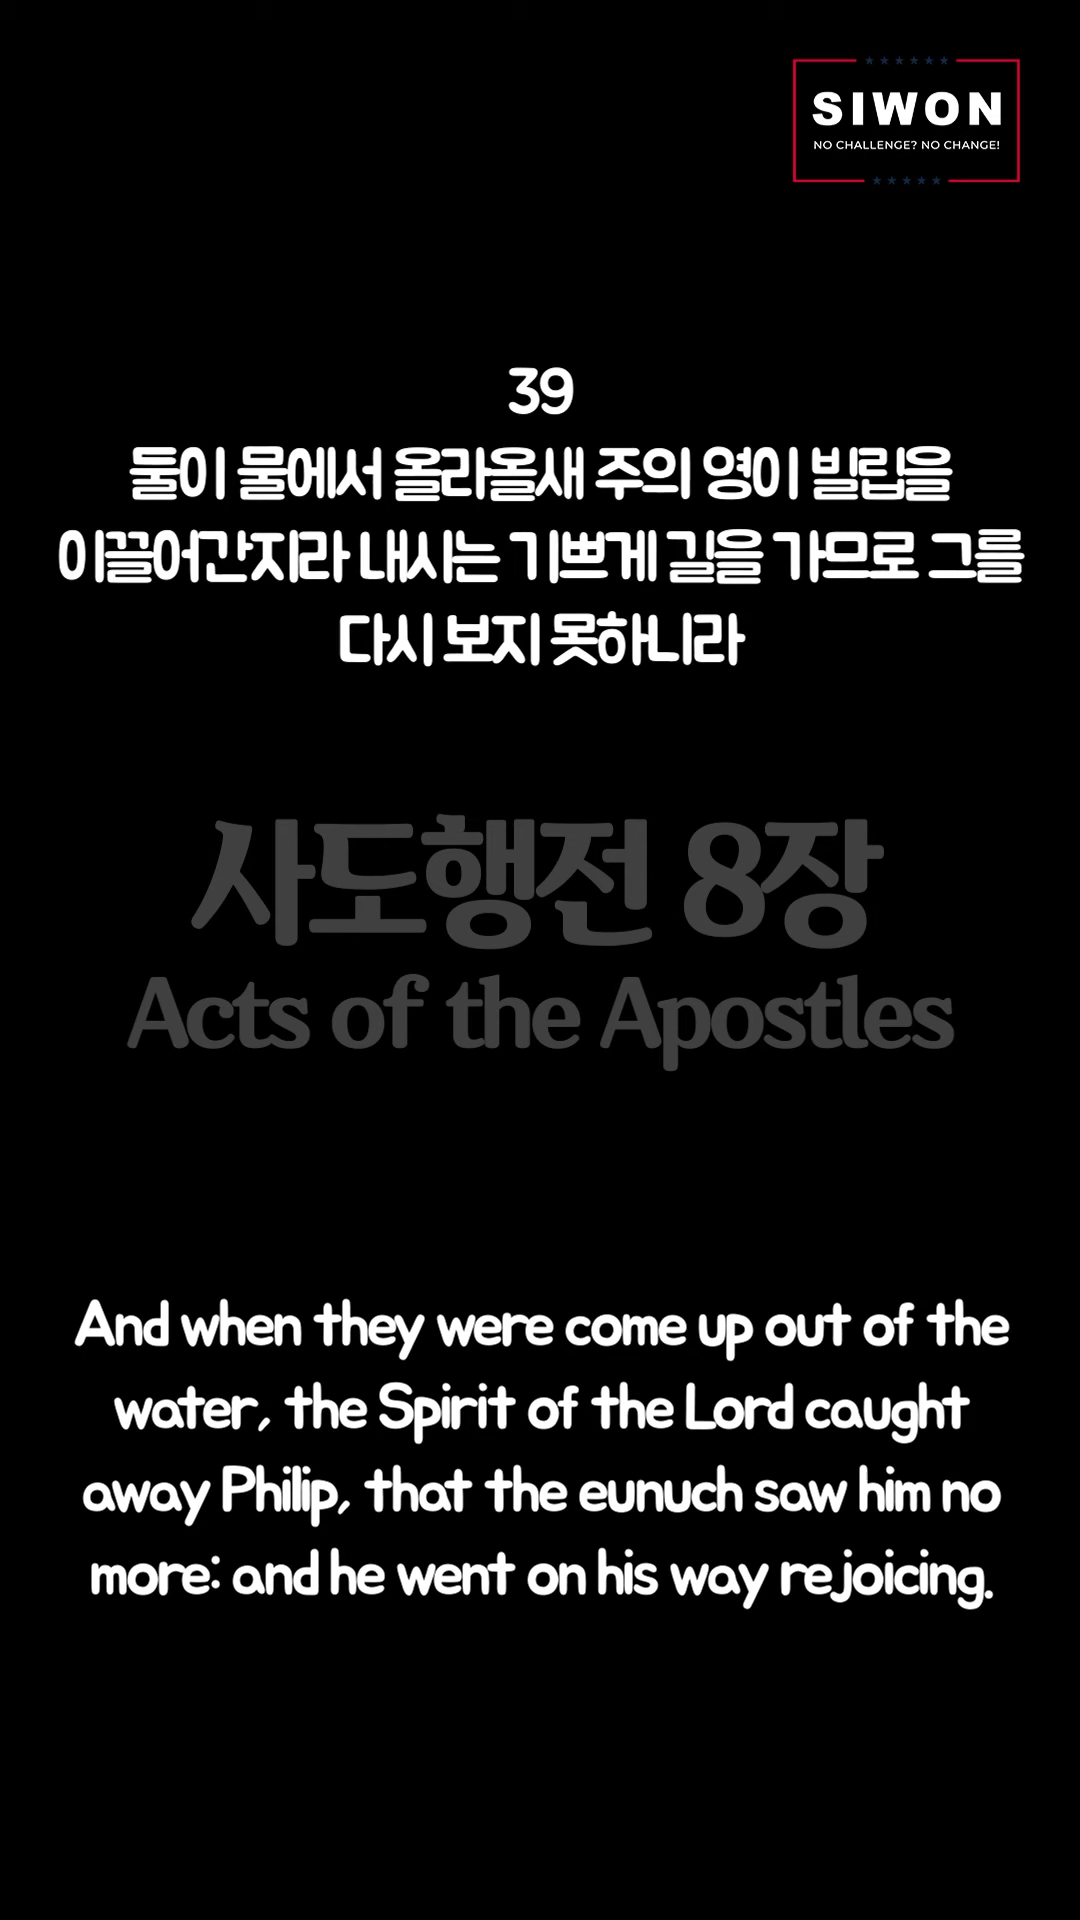 SIWON
NO CHALLENGE? NO CHANGE!
39
둘이 물에서 올라올새 주의 영이 빌립을
이끌어간지라 내시는 기쁘게 길을 가므로 그를
다시 보지 못하니라
사도행전 8장
Acts of the Apostles
And when they were come up out of the
water, the Spirit of the Lord caught
away Philip, that the eunuch saw him no
more: and he went on his way rejoicing.